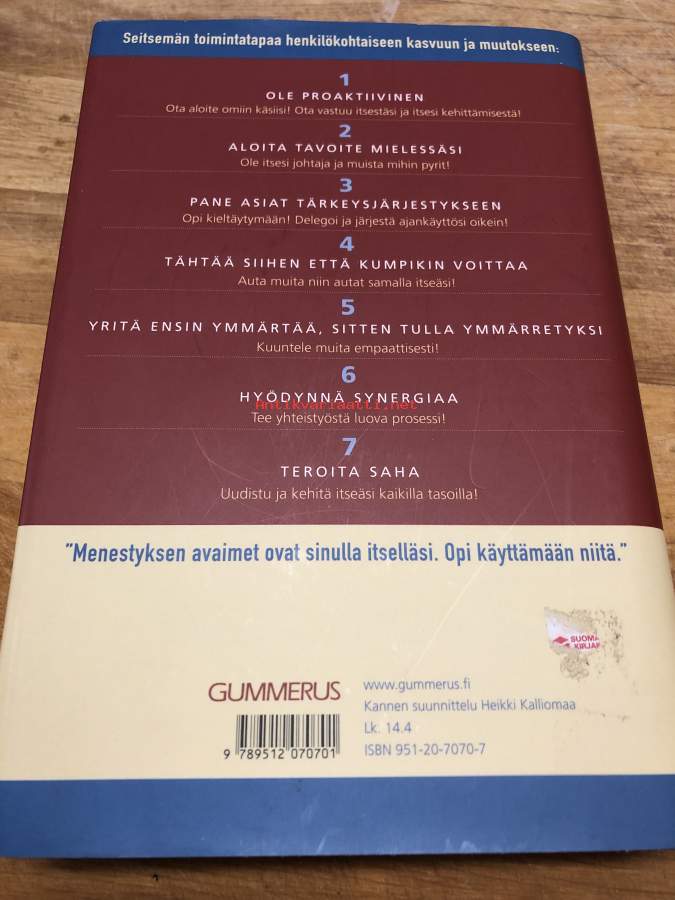 Seitsemän toimintatapaa henkilökohtaiseen kasvuun ja muutokseen:
1
OLE PROAKTIIVINEN
Ota aloite omiin käsiisi! Ota vastuu itsestäsi ja itsesi kehittämisestä!
2
ALOITA TAVOITE MIELESSÄSI
Ole itsesi johtaja ja muista mihin pyrit!
3
PANE ASIAT TÄRKEYSJÄRJESTYKSEEN
Opi kieltäytymään! Delegoi ja järjestä ajankäyttösi oikein!
4
TÄHTÄÄ SIIHEN ETTÄ KUMPIKIN VOITTAA
Auta muita niin autat samalla itseäsi!
5
YRITÄ ENSIN YMMÄRTÄÄ, SITTEN TULLA YMMÄRRETYKSI
Kuuntele muita empaattisesti!
6
HYÖDYNNÄ SYNERGIAA
Antikvariaatti.net
Tee yhteistyöstä luova prosessi!
7
TEROITA SAHA
Uudistu ja kehitä itseäsi kaikilla tasoilla!
"Menestyksen avaimet ovat sinulla itselläsi. Opi käyttämään niitä."
SUOMA
KIRJAK
GUMMERUS
www.gummerus.fi
Kannen suunnittelu Heikki Kalliomaa
Lk. 14.4
ISBN 951-20-7070-7
9 789512 070701